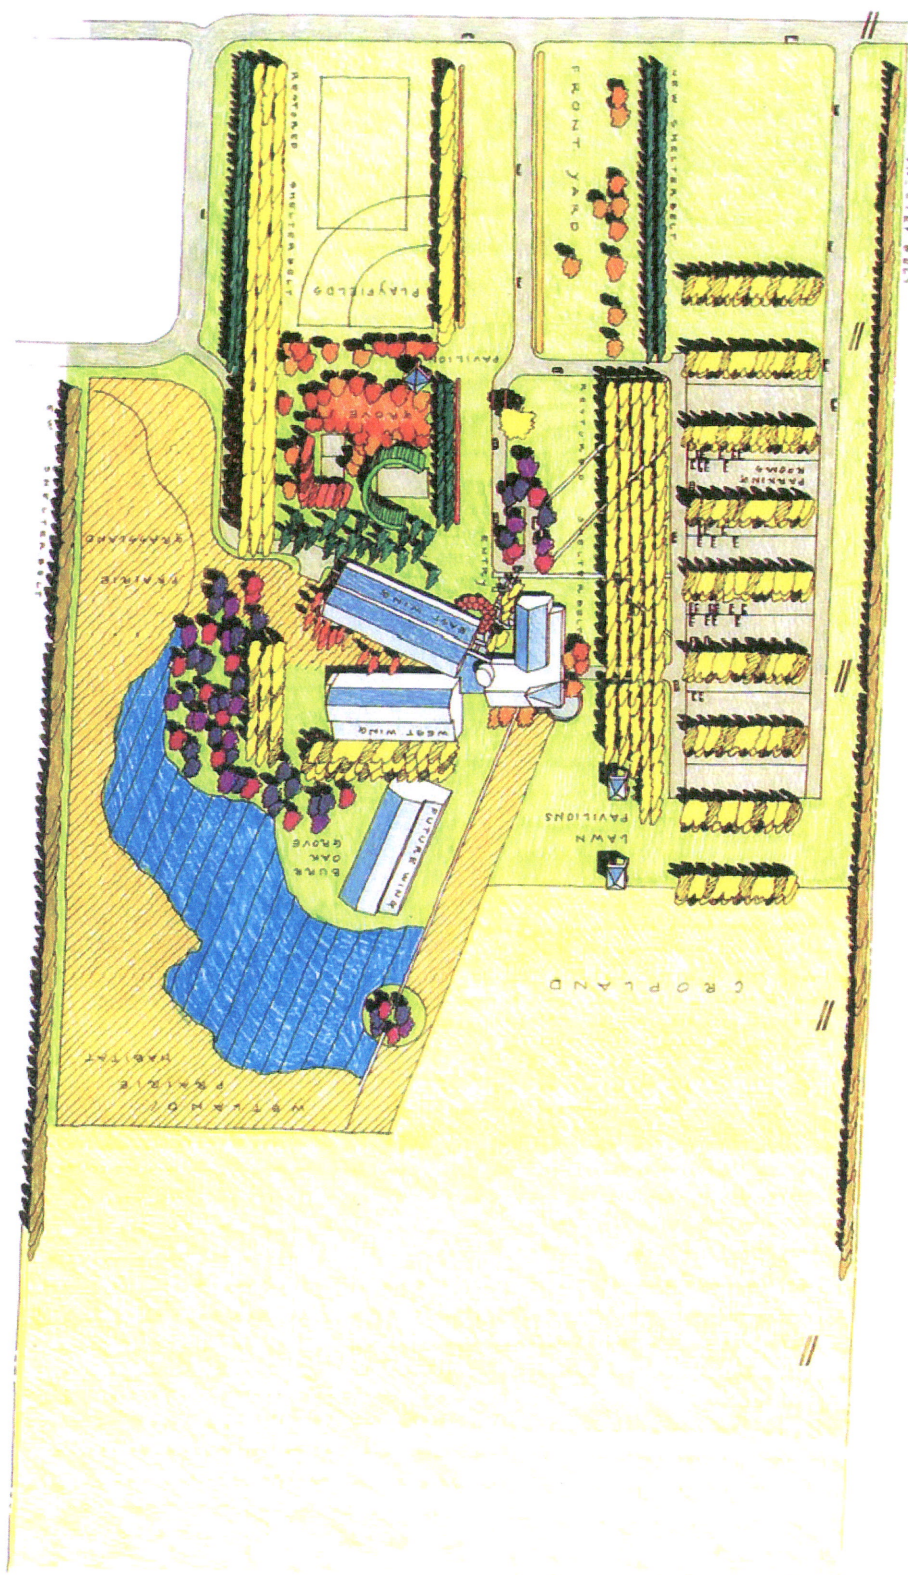 RESTORED SHELTERBELT
PLAYFIELDS
FRONT YARD
NEW SHELTERBELT
PAVILION
GROVE
RESTORED SHELTERBELT
PARKING
ROOMS
ENTRY
EAST WING
WEST WING
FUTURE WING
PRAIRIE
GRASSLAND
SHELTERBELT
BURR
OAK
GROVE
LAWN
PAVILIONS
CROPLAND
WETLAND/
PRAIRIE
HABITAT